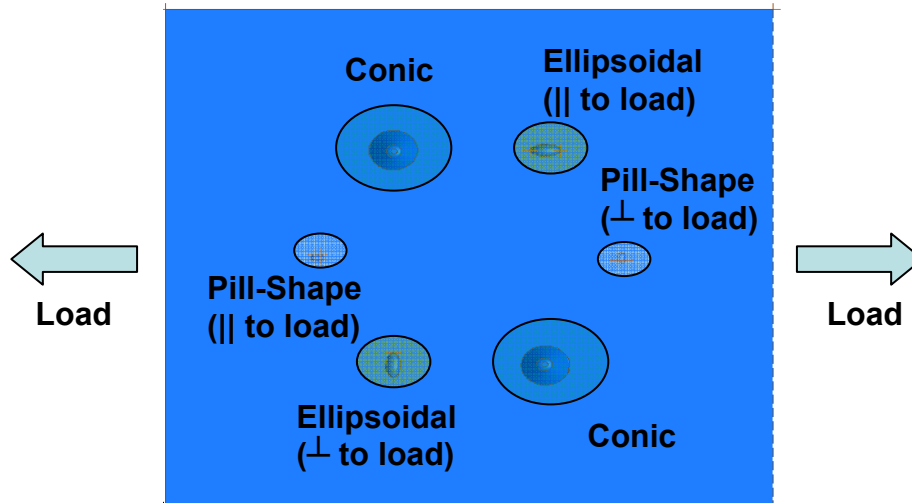 Conic
Ellipsoidal
(|| to load)
Pill-Shape
(┴ to load)
Load
Pill-Shape
(|| to load)
Load
Ellipsoidal
(┴ to load)
Conic